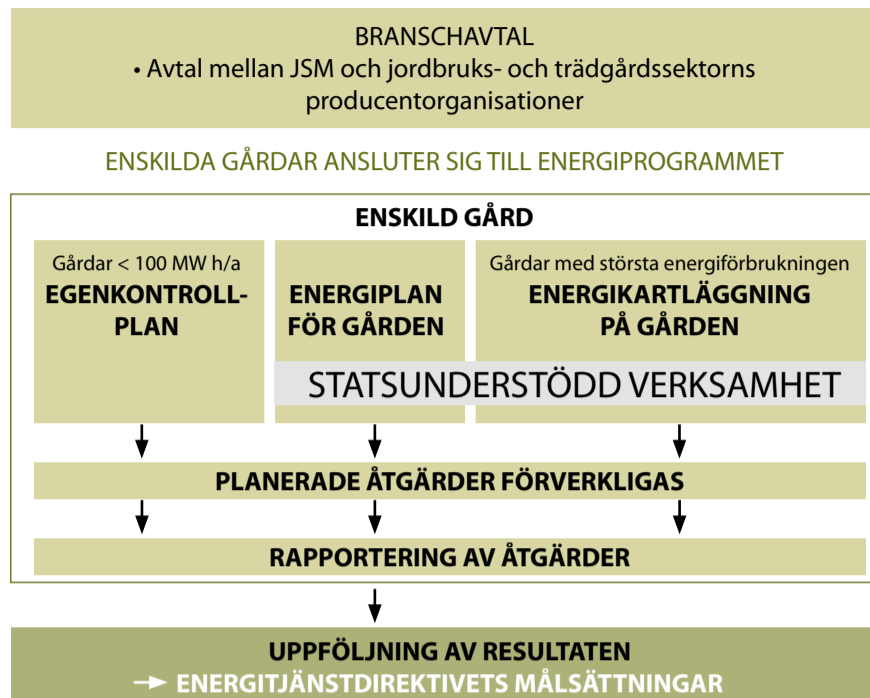 BRANSCHAVTAL
• Avtal mellan JSM och jordbruks- och trädgårdssektorns
producentorganisationer
ENSKILDA GÅRDAR ANSLUTER SIG TILL ENERGIPROGRAMMET
ENSKILD GÅRD
Gårdar < 100 MW h/a
EGENKONTROLL-
PLAN
ENERGIPLAN
FÖR GÅRDEN
Gårdar med största energiförbrukningen
ENERGIKARTLÄGGNING
PÅ GÅRDEN
STATSUNDERSTÖDD VERKSAMHET
PLANERADE ÅTGÄRDER FÖRVERKLIGAS
RAPPORTERING AV ÅTGÄRDER
UPPFÖLJNING AV RESULTATEN
→ ENERGITJÄNSTDIREKTIVETS MÅLSÄTTNINGAR